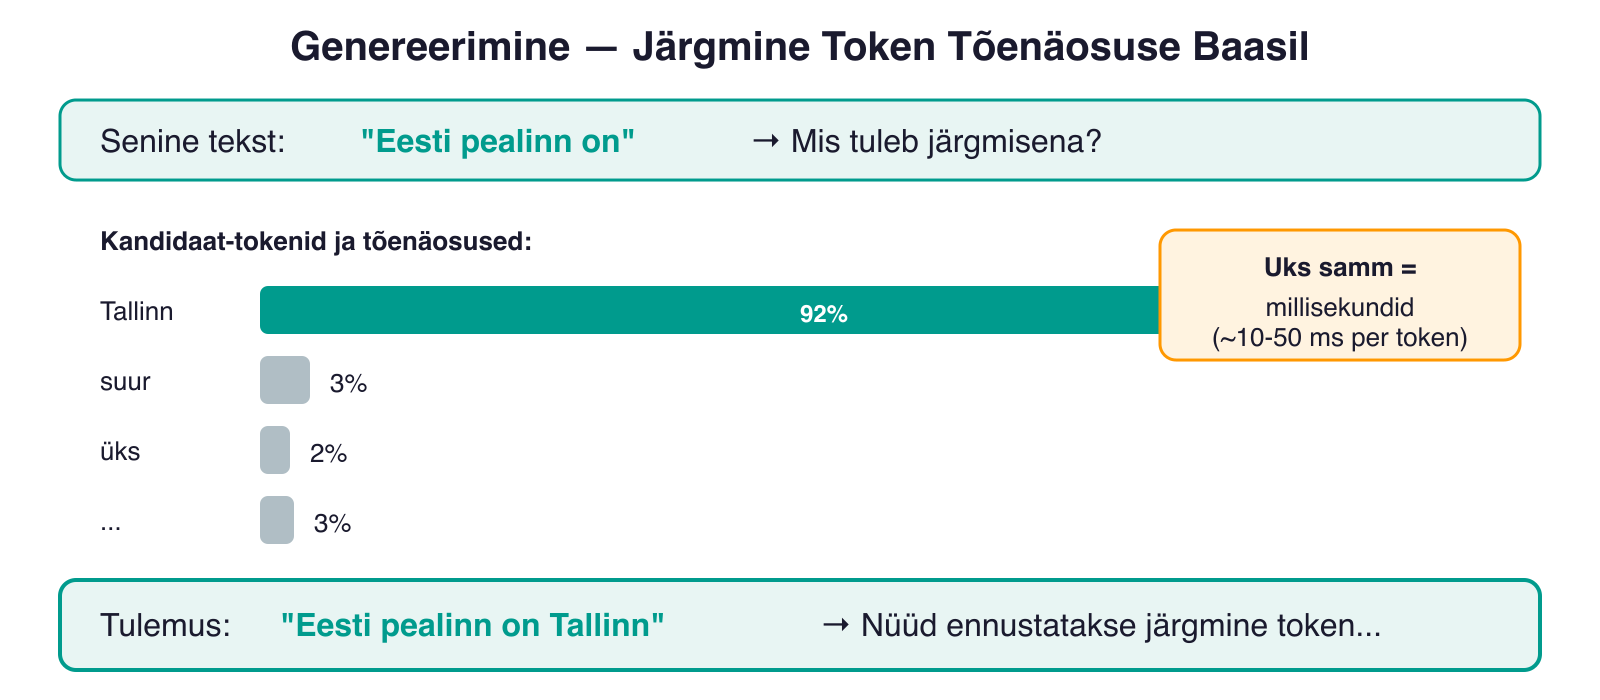 Genereerimine — Järgmine Token Tõenäosuse Baasil
Senine tekst: "Eesti pealinn on" → Mis tuleb järgmisena?
Kandidaat-tokenid ja tõenäosused:
Uks samm =
millisekundid
(~10-50 ms per token)
Tallinn 92%
suur 3%
üks 2%
... 3%
Tulemus: "Eesti pealinn on Tallinn" → Nüüd ennustatakse järgmine token...